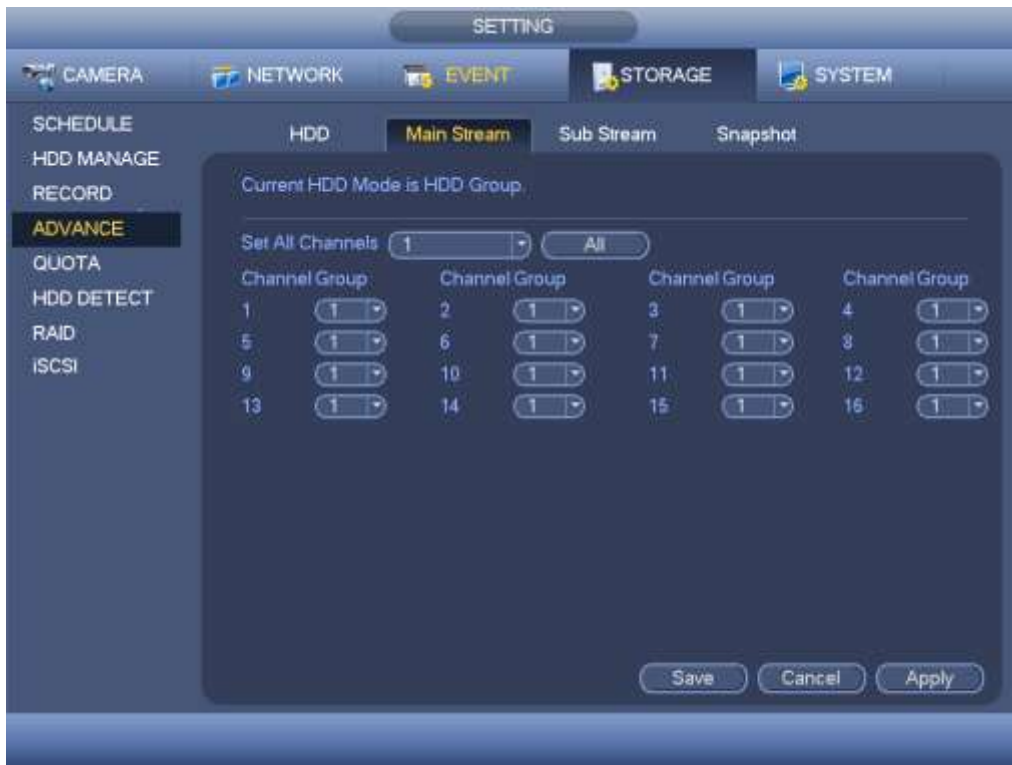 SETTING
CAMERA NETWORK EVENT STORAGE SYSTEM
SCHEDULE
HDD MANAGE
RECORD
ADVANCE
QUOTA
HDD DETECT
RAID
iSCSI
HDD Main Stream Sub Stream Snapshot
Current HDD Mode is HDD Group.
Set All Channels 1 All
Channel Group Channel Group Channel Group Channel Group
1 1 2 1 3 1 4 1
5 1 6 1 7 1 8 1
9 1 10 1 11 1 12 1
13 1 14 1 15 1 16 1
Save Cancel Apply